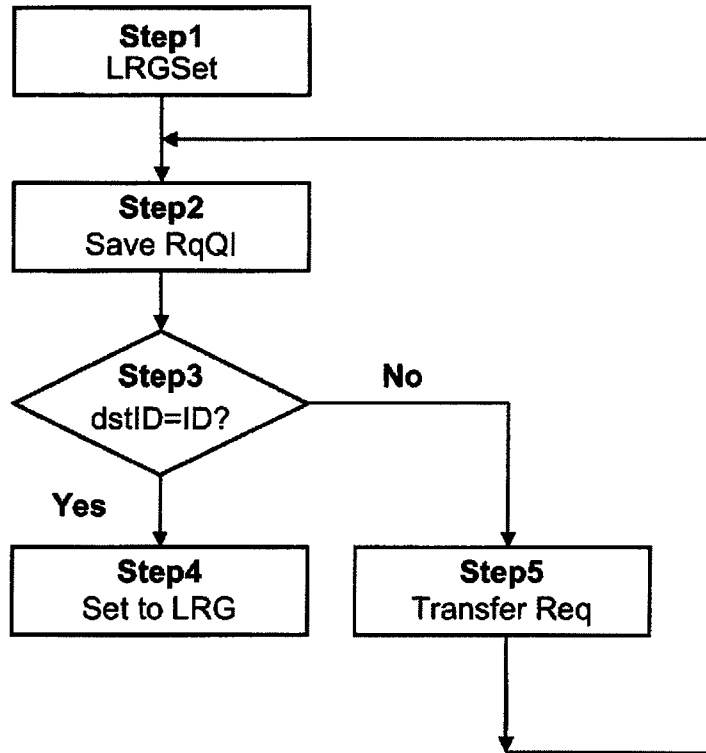 Step1
LRGSet
Step2
Save RqQI
Step3
dstID=ID?
No
Yes
Step4
Set to LRG
Step5
Transfer Req